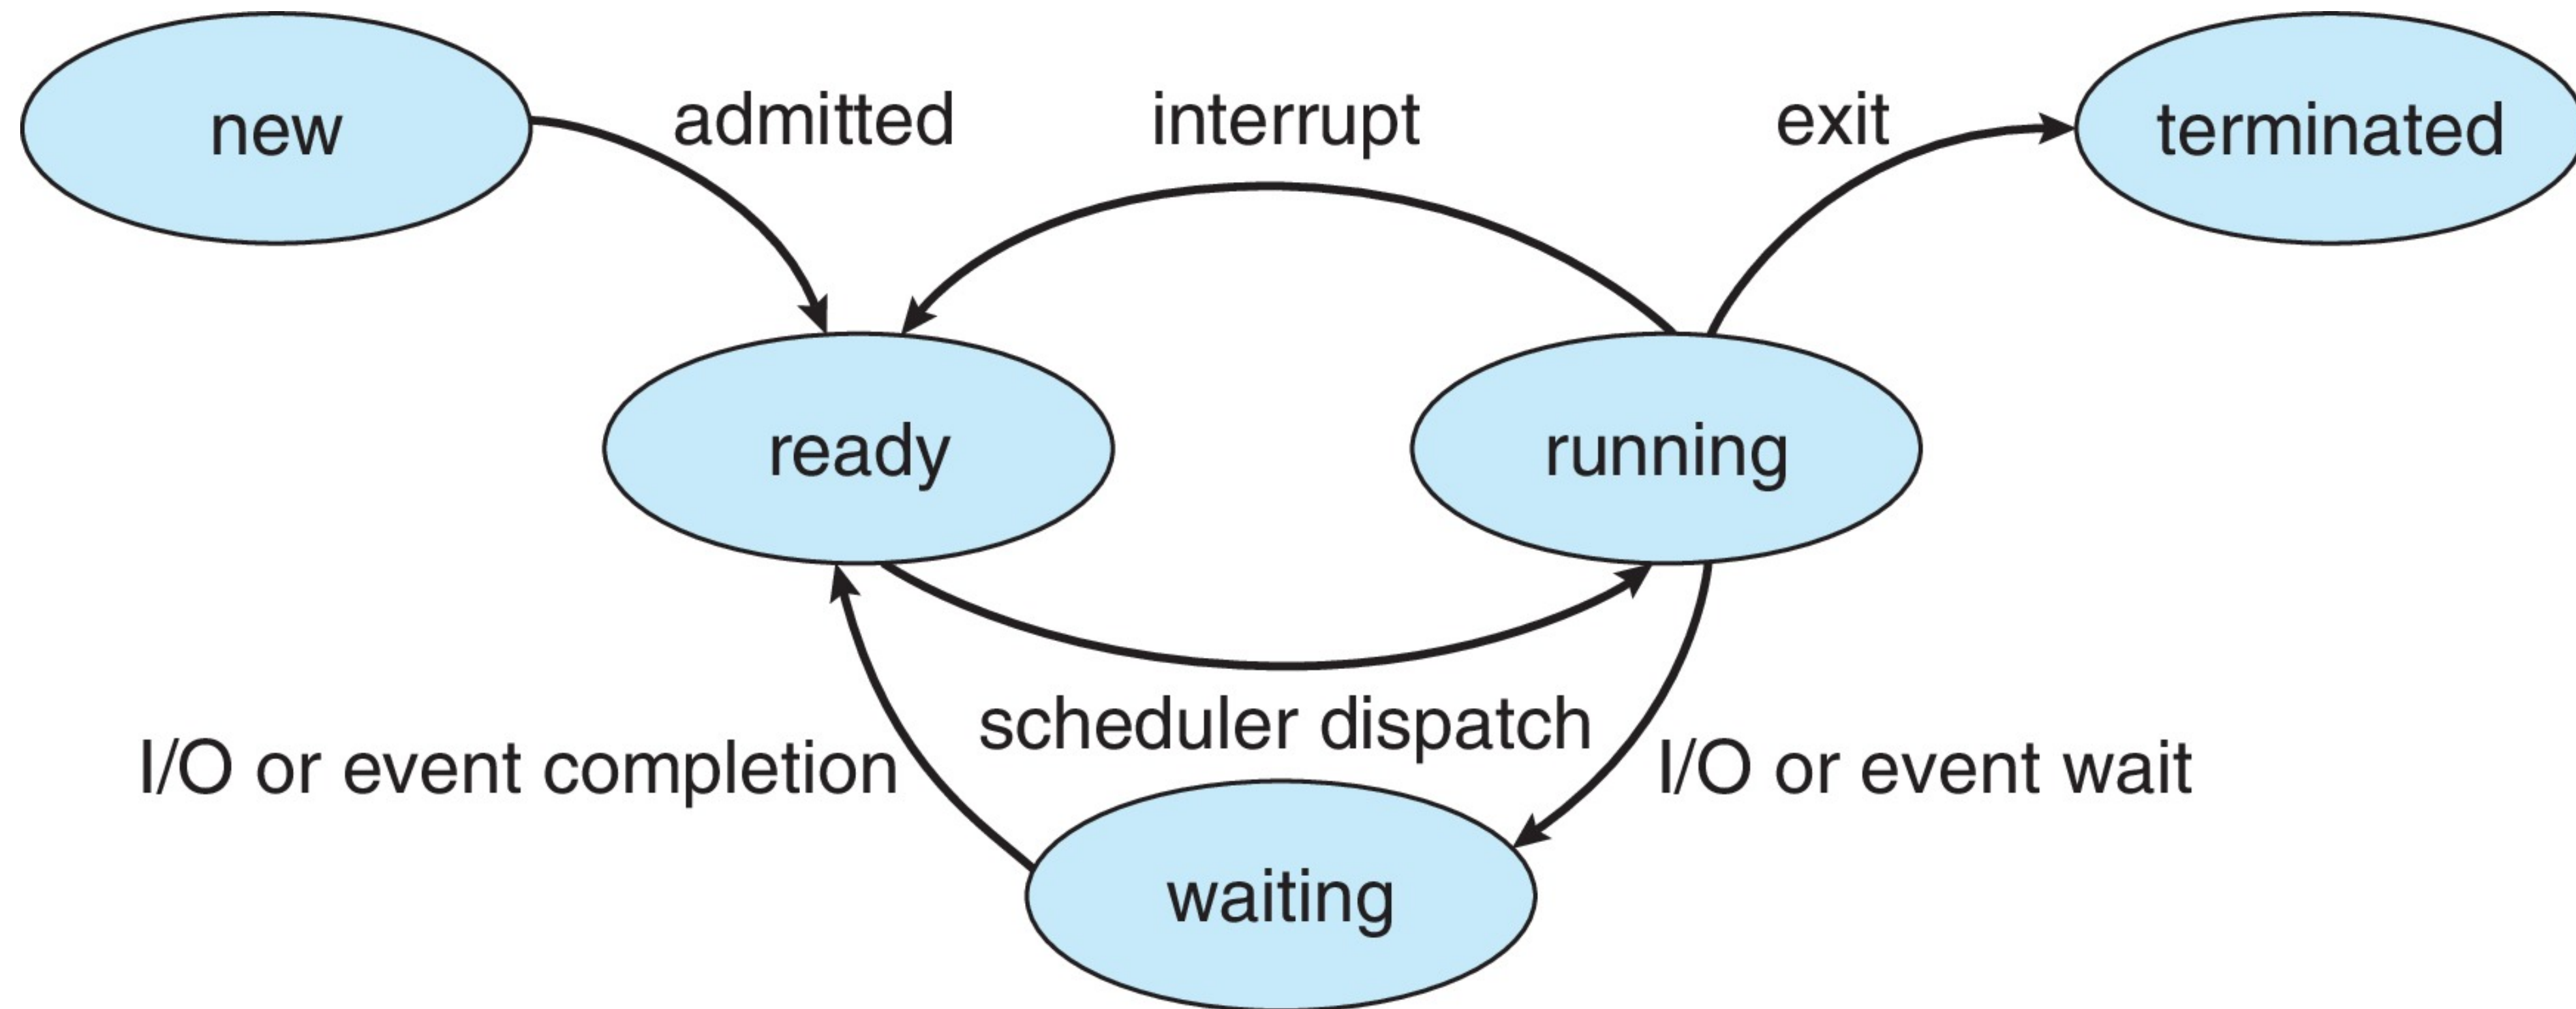 new
admitted
interrupt
exit
terminated
ready
running
scheduler dispatch
I/O or event completion
I/O or event wait
waiting